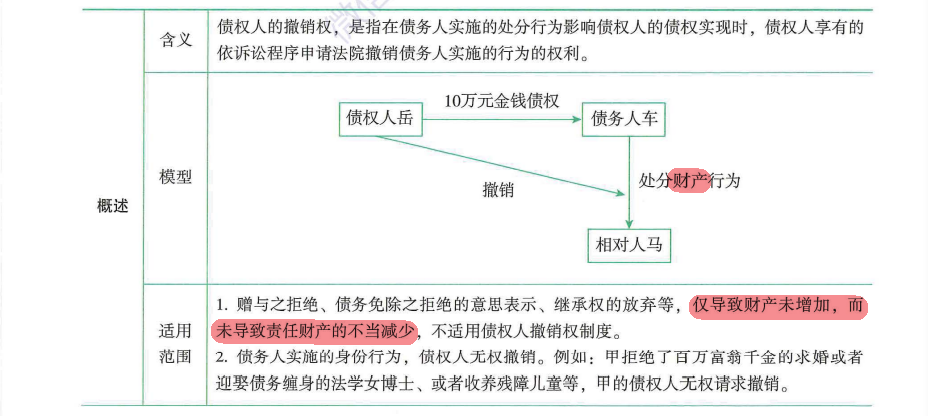 含义
债权人的撤销权，是指在债务人实施的处分行为影响债权人的债权实现时，债权人享有的
依诉讼程序申请法院撤销债务人实施的行为的权利。
概述
模型
债权人岳
10万元金钱债权
债务人车
撤销
处分财产行为
相对人马
适用
范围
1. 赠与之拒绝、债务免除之拒绝的意思表示、继承权的放弃等，仅导致财产未增加，而
未导致责任财产的不当减少，不适用债权人撤销权制度。
2. 债务人实施的身份行为，债权人无权撤销。例如：甲拒绝了百万富翁千金的求婚或者
迎娶债务缠身的法学女博士、或者收养残障儿童等，甲的债权人无权请求撤销。